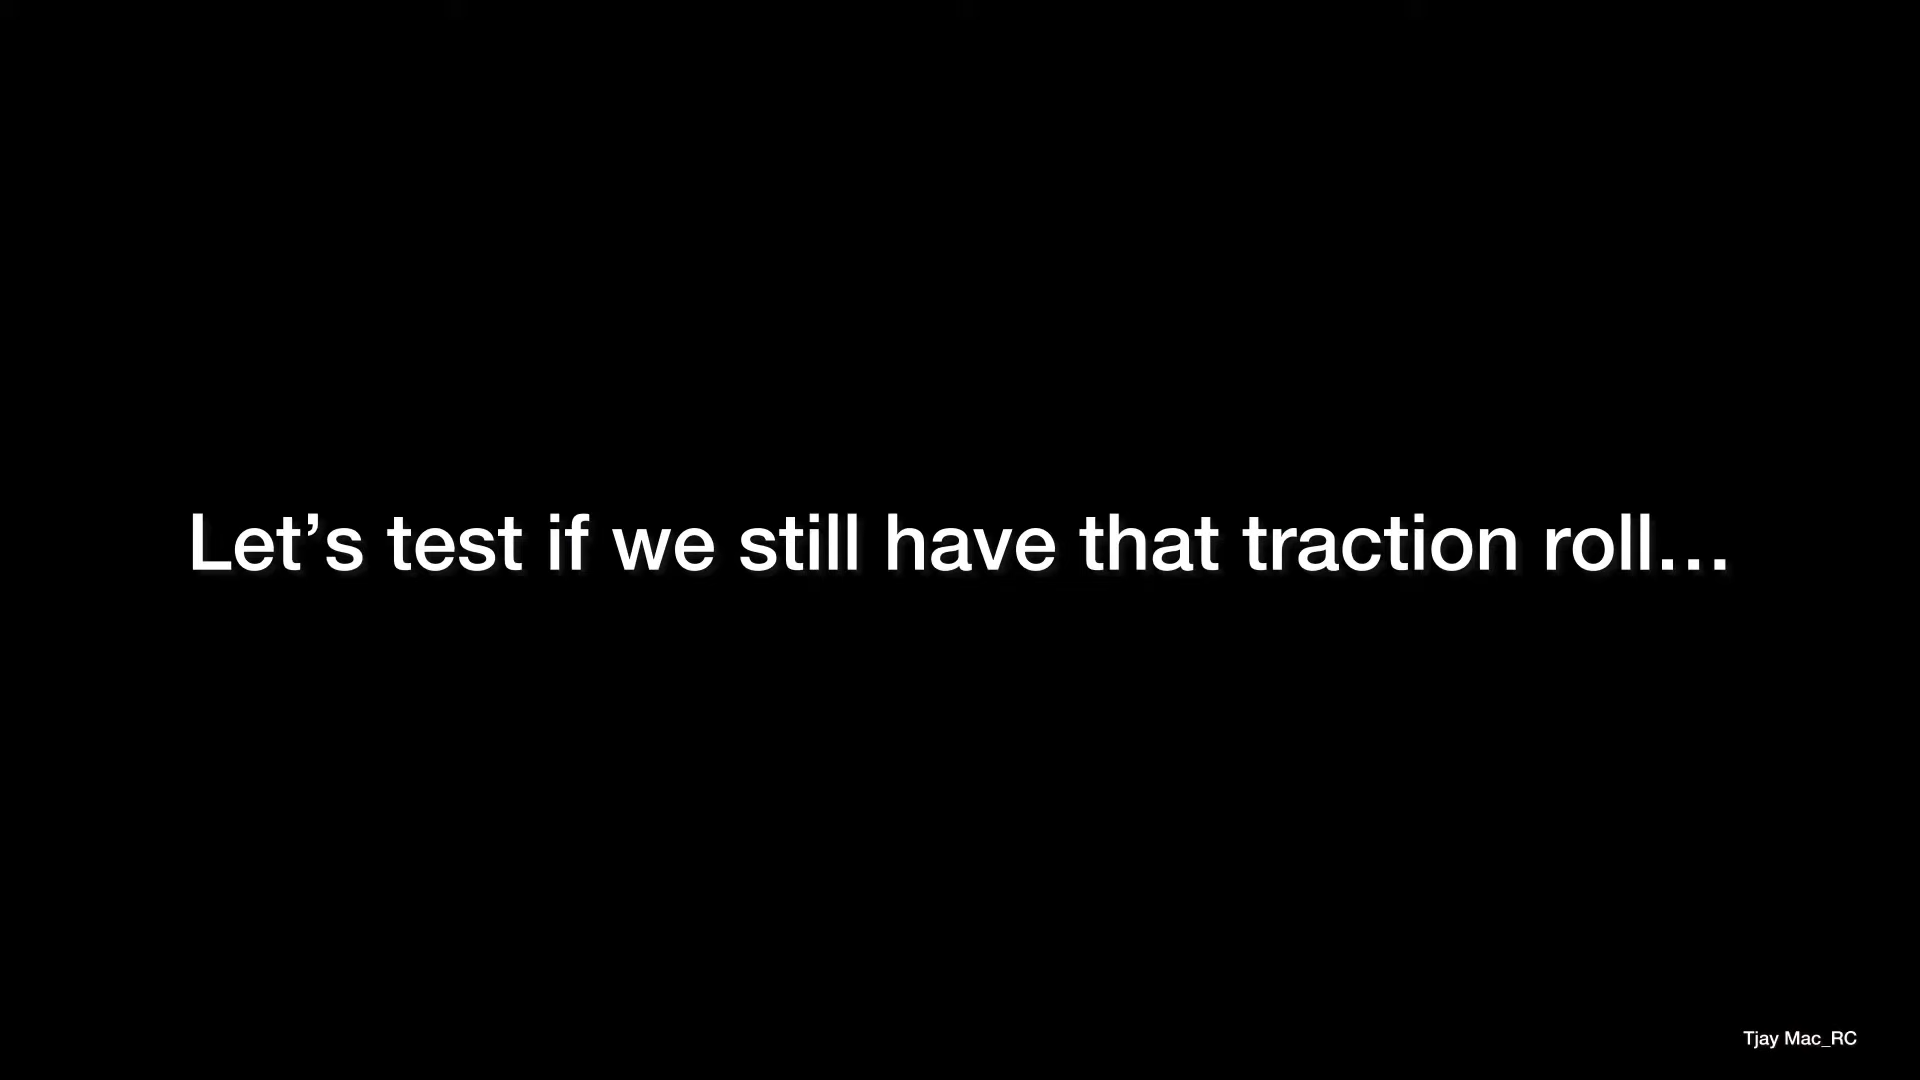 Let’s test if we still have that traction roll…
Tjay Mac_RC